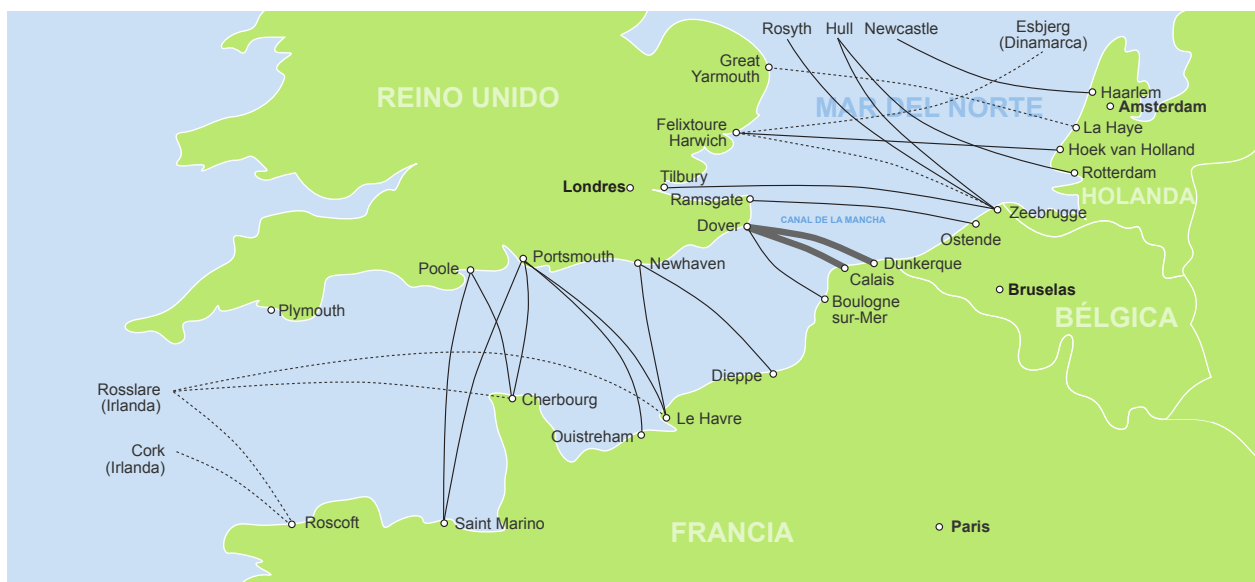 Rosyth
Hull
Newcastle
Esbjerg
(Dinamarca)
Great
Yarmouth
REINO UNIDO
MAR DEL NORTE
Haarlem
Amsterdam
La Haye
Felixtoure
Harwich
Hoek van Holland
Tilbury
Londres
Rotterdam
HOLANDA
Ramsgate
Zeebrugge
CANAL DE LA MANCHA
Dover
Ostende
Portsmouth
Newhaven
Dunkerque
Poole
Calais
Bruselas
Plymouth
Boulogne
sur-Mer
BÉLGICA
Dieppe
Rosslare
(Irlanda)
Cherbourg
Le Havre
Ouistreham
Cork
(Irlanda)
Roscoft
Saint Marino
FRANCIA
Paris